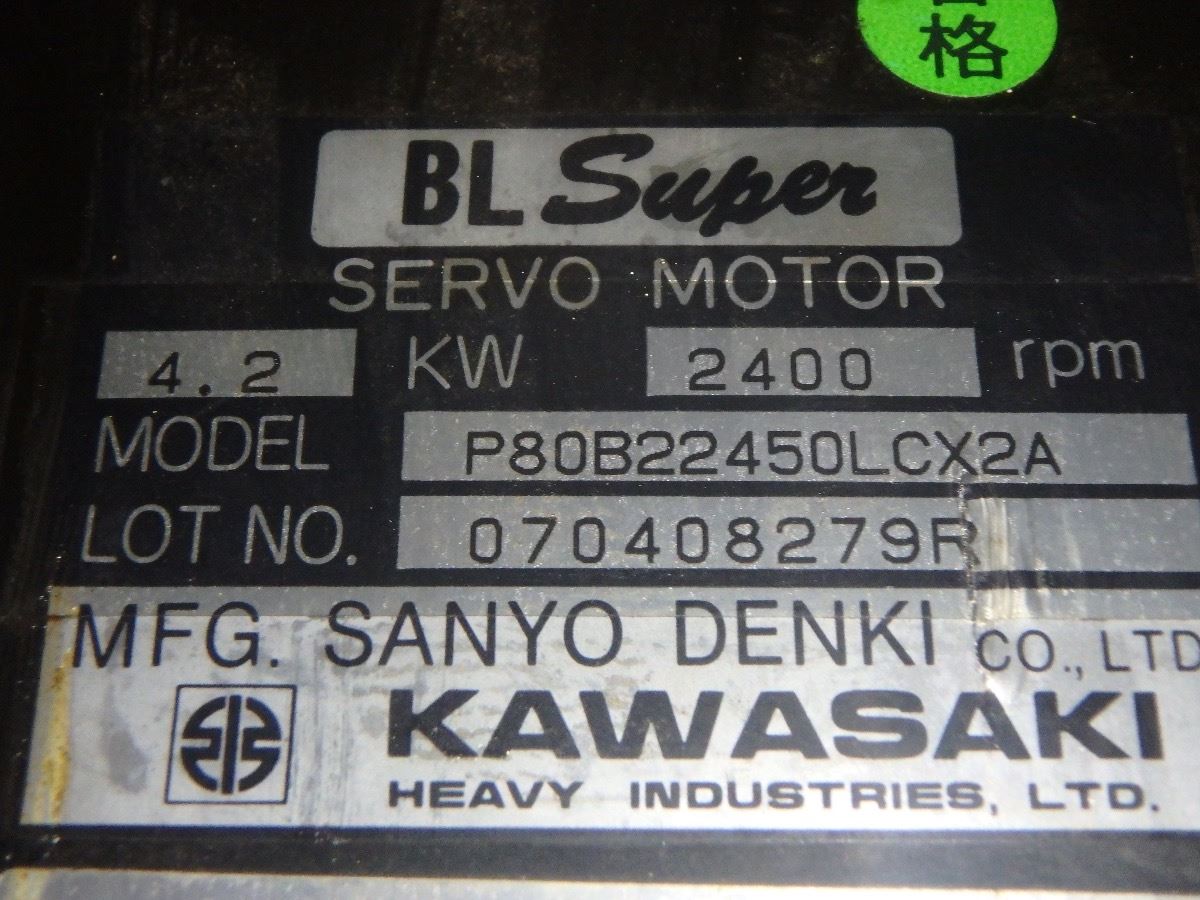 格
BL Super
SERVO MOTOR
4.2 KW 2400 rpm
MODEL P80B22450LCX2A
LOT NO. 070408279R
MFG. SANYO DENKI CO., LTD
KAWASAKI
HEAVY INDUSTRIES, LTD.